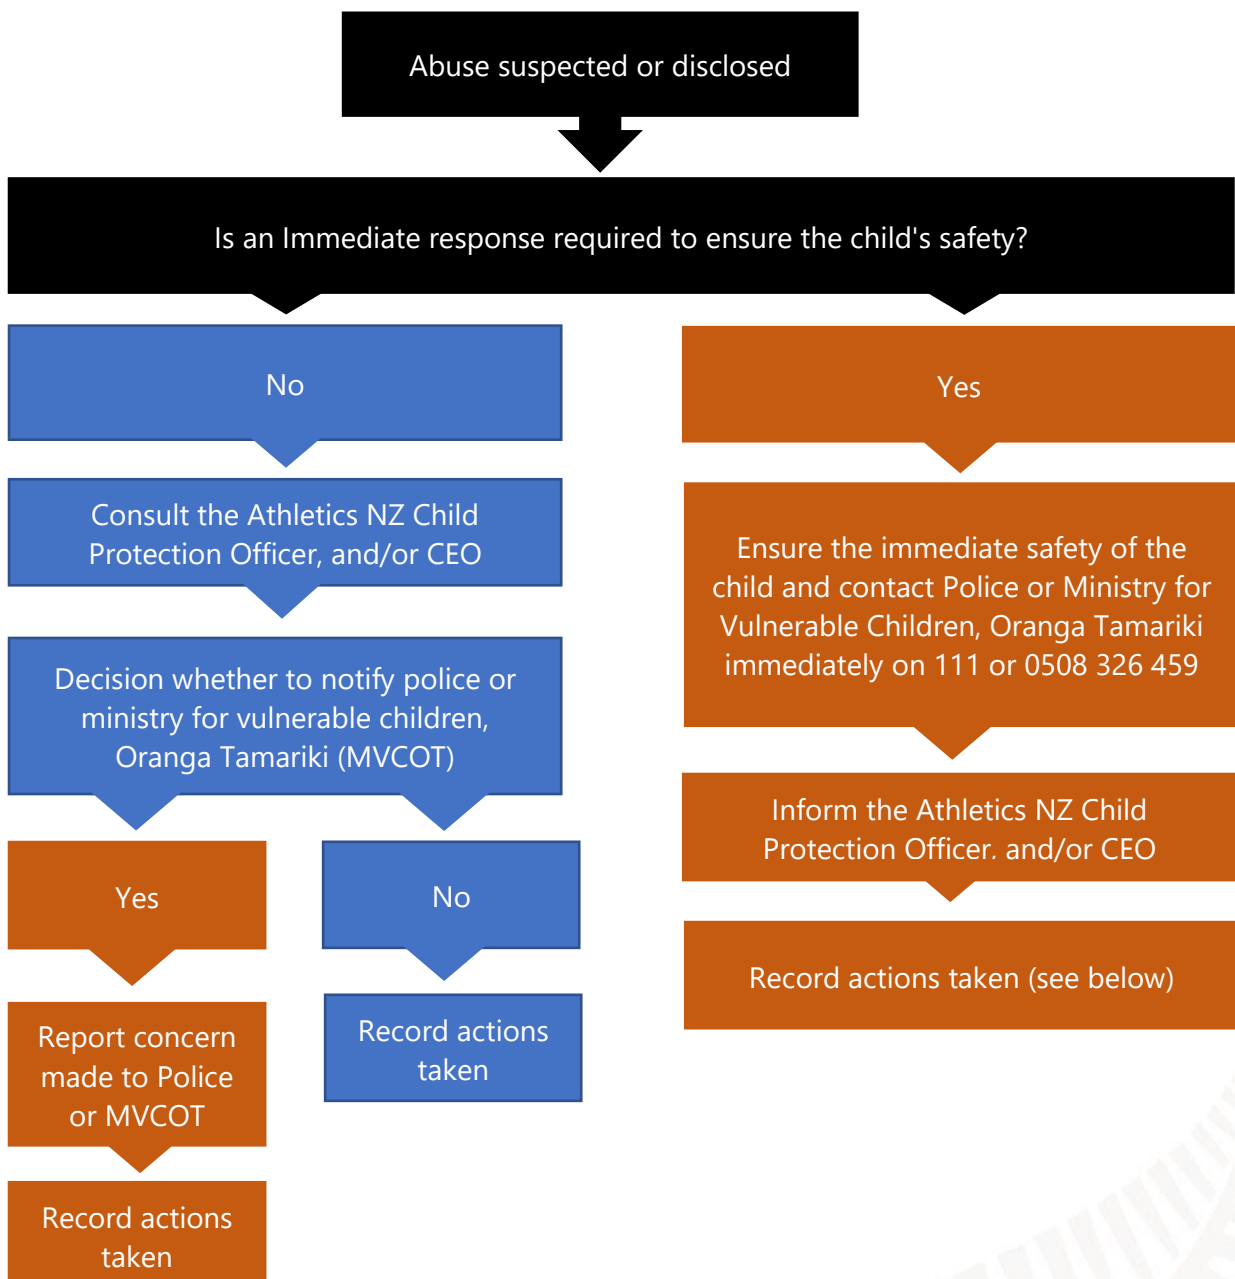 Abuse suspected or disclosed
Is an Immediate response required to ensure the child's safety?
No
Consult the Athletics NZ Child
Protection Officer, and/or CEO
Decision whether to notify police or
ministry for vulnerable children,
Oranga Tamariki (MVCOT)
Yes
Report concern
made to Police
or MVCOT
Record actions
taken
No
Record actions
taken
Yes
Ensure the immediate safety of the
child and contact Police or Ministry for
Vulnerable Children, Oranga Tamariki
immediately on 111 or 0508 326 459
Inform the Athletics NZ Child
Protection Officer, and/or CEO
Record actions taken (see below)